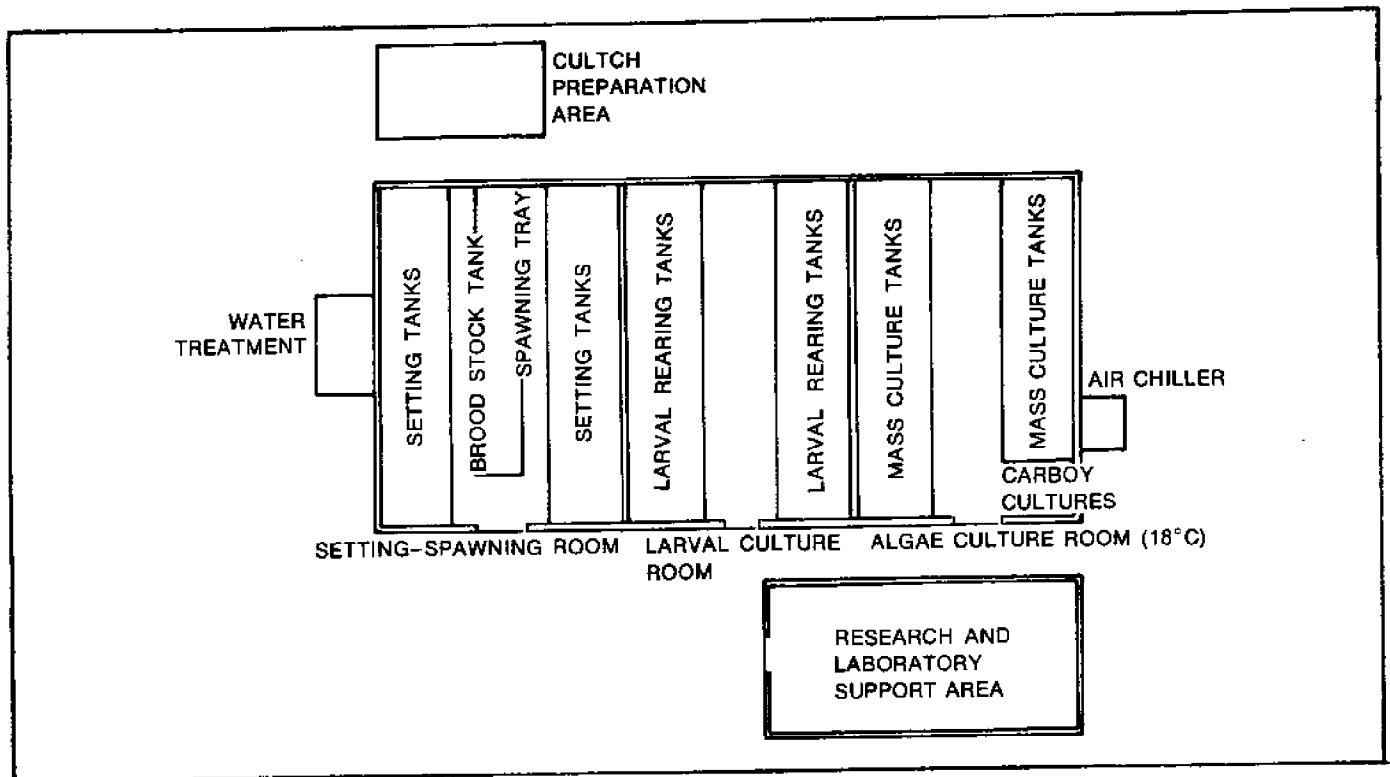 CULTCH
PREPARATION
AREA
WATER
TREATMENT
SETTING TANKS
BROOD STOCK TANK
SPAWNING TRAY
SETTING TANKS
LARVAL REARING TANKS
LARVAL REARING TANKS
MASS CULTURE TANKS
MASS CULTURE TANKS
AIR CHILLER
CARBOY
CULTURES
SETTING-SPAWNING ROOM
LARVAL CULTURE
ROOM
ALGAE CULTURE ROOM (18°C)
RESEARCH AND
LABORATORY
SUPPORT AREA